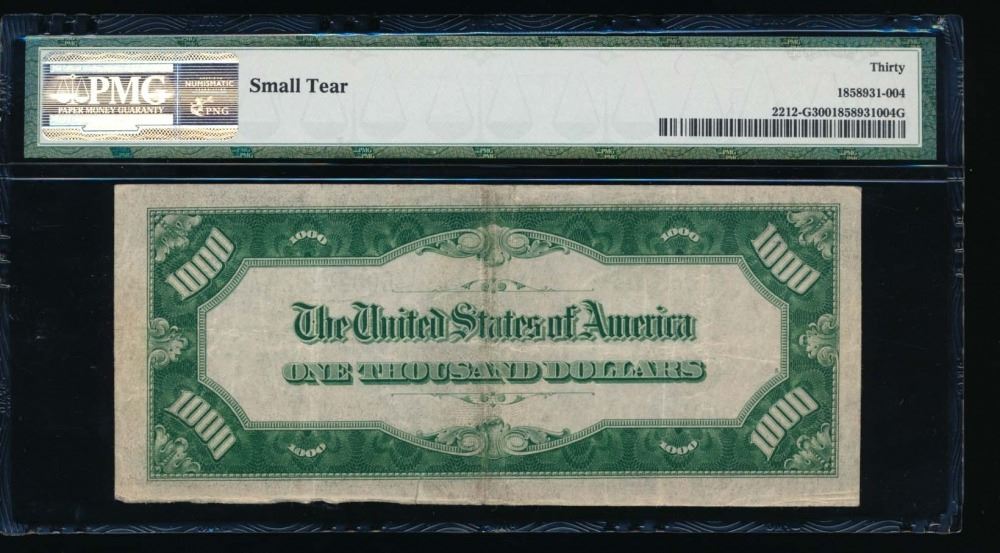 PMG
PAPER MONEY GUARANTY
NUMISMATIC
PNG
Small Tear
Thirty
1858931-004
2212-G3001858931004G
1000 1000 1000 1000
The United States of America
ONE THOUSAND DOLLARS
1000 1000 1000 1000